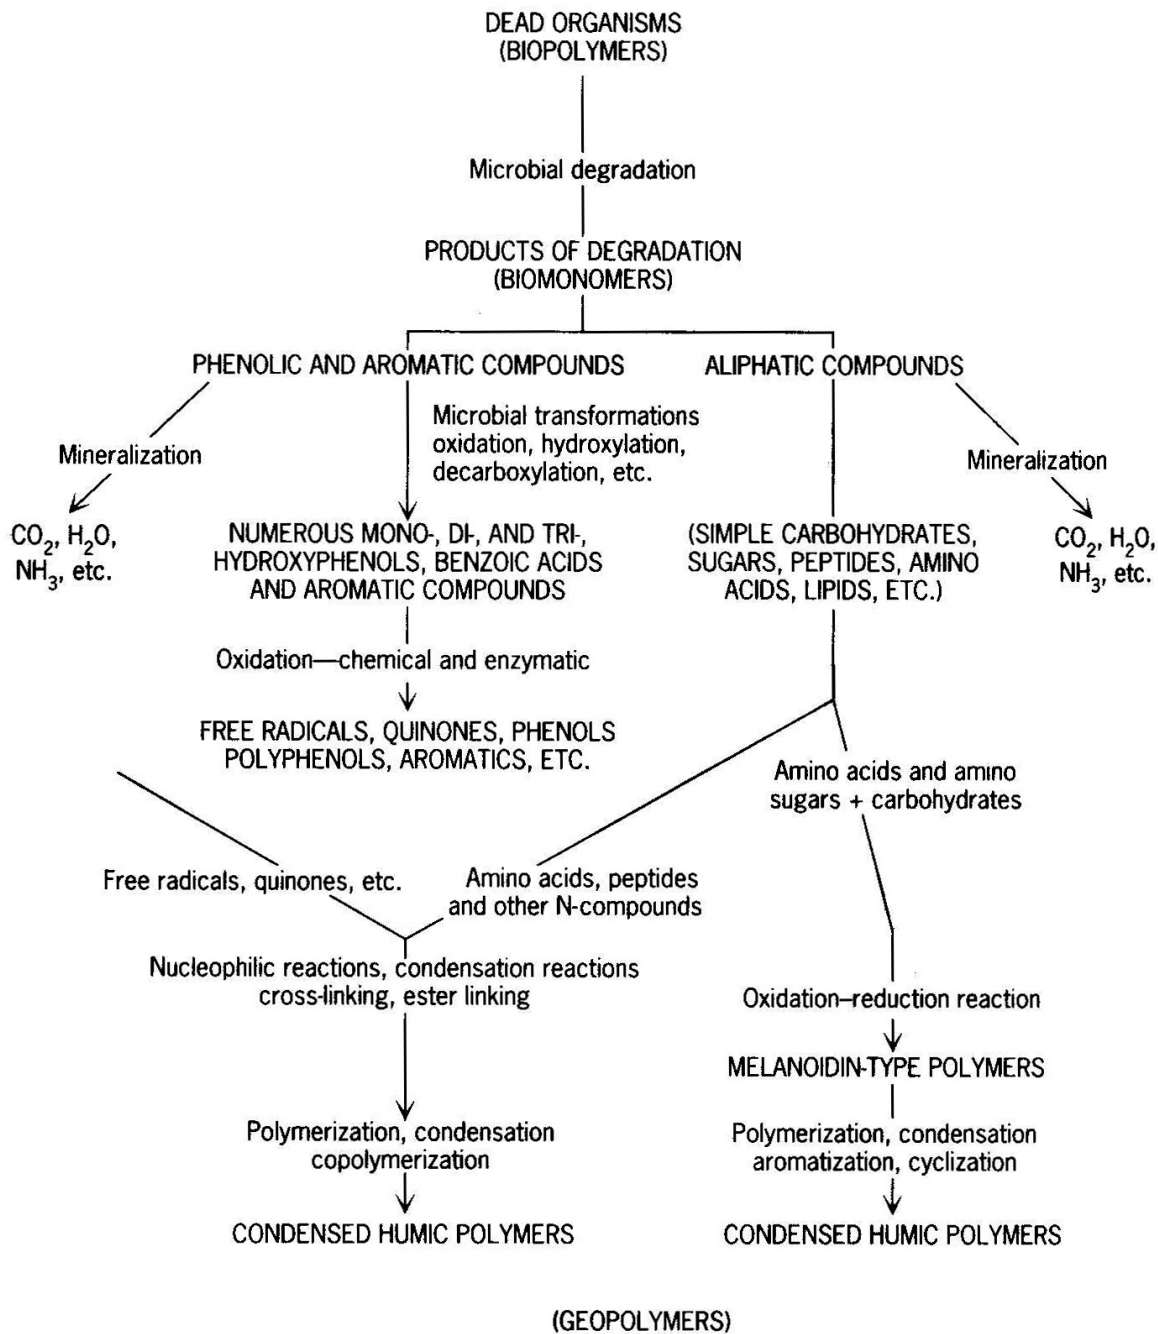 DEAD ORGANISMS
(BIOPOLYMERS)
Microbial degradation
PRODUCTS OF DEGRADATION
(BIOMONOMERS)
PHENOLIC AND AROMATIC COMPOUNDS
ALIPHATIC COMPOUNDS
Microbial transformations
oxidation, hydroxylation,
decarboxylation, etc.
Mineralization
Mineralization
CO₂, H₂O,
NH₃, etc.
NUMEROUS MONO-, DI-, AND TRI-,
HYDROXYPHENOLS, BENZOIC ACIDS
AND AROMATIC COMPOUNDS
(SIMPLE CARBOHYDRATES,
SUGARS, PEPTIDES, AMINO
ACIDS, LIPIDS, ETC.)
CO₂, H₂O,
NH₃, etc.
Oxidation—chemical and enzymatic
FREE RADICALS, QUINONES, PHENOLS
POLYPHENOLS, AROMATICS, ETC.
Amino acids and amino
sugars + carbohydrates
Free radicals, quinones, etc.
Amino acids, peptides
and other N-compounds
Nucleophilic reactions, condensation reactions
cross-linking, ester linking
Oxidation–reduction reaction
MELANOIDIN-TYPE POLYMERS
Polymerization, condensation
copolymerization
Polymerization, condensation
aromatization, cyclization
CONDENSED HUMIC POLYMERS
CONDENSED HUMIC POLYMERS
(GEOPOLYMERS)